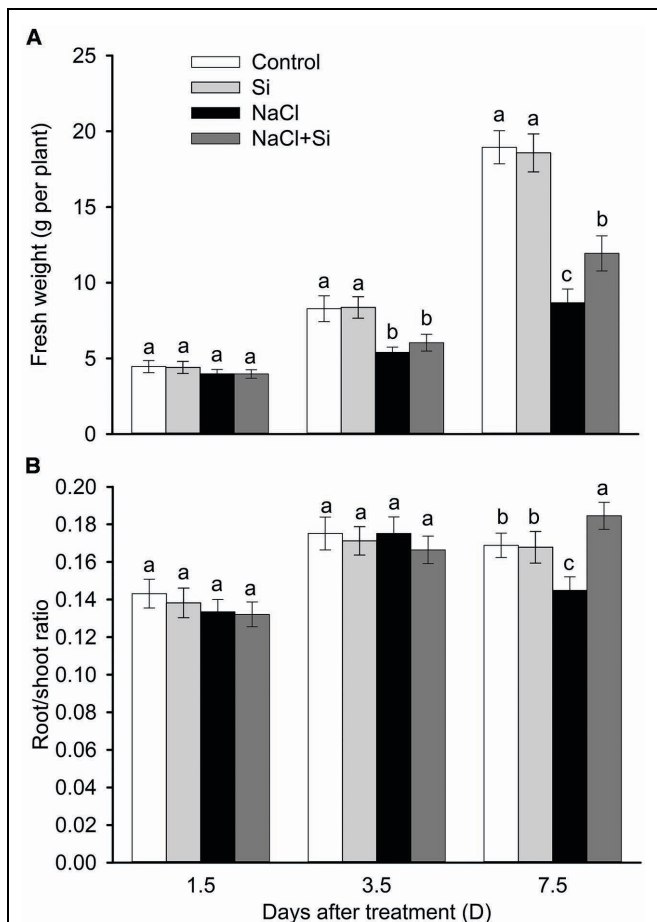 A
25
20
15
10
5
0
Fresh weight (g per plant)
Control
Si
NaCl
NaCl+Si
a a a a
a a b b
a a c b
B
0.20
0.18
0.16
0.14
0.12
0.10
0.08
0.06
0.04
0.02
0.00
Root/shoot ratio
a a a a
a a a a
b b c a
1.5 3.5 7.5
Days after treatment (D)